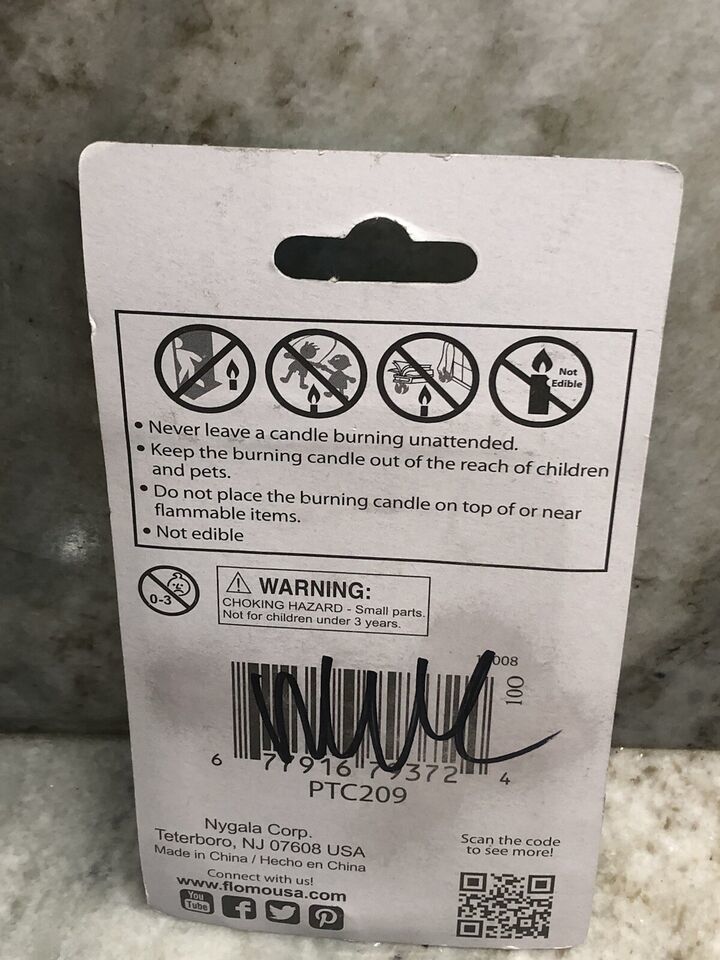 Not
Edible
• Never leave a candle burning unattended.
• Keep the burning candle out of the reach of children
and pets.
• Do not place the burning candle on top of or near
flammable items.
• Not edible
0-3
WARNING:
CHOKING HAZARD - Small parts.
Not for children under 3 years.
008
100
6 77916 79372 4
PTC209
Nygala Corp.
Teterboro, NJ 07608 USA
Made in China / Hecho en China
Connect with us!
www.flomousa.com
You
Tube
Scan the code
to see more!